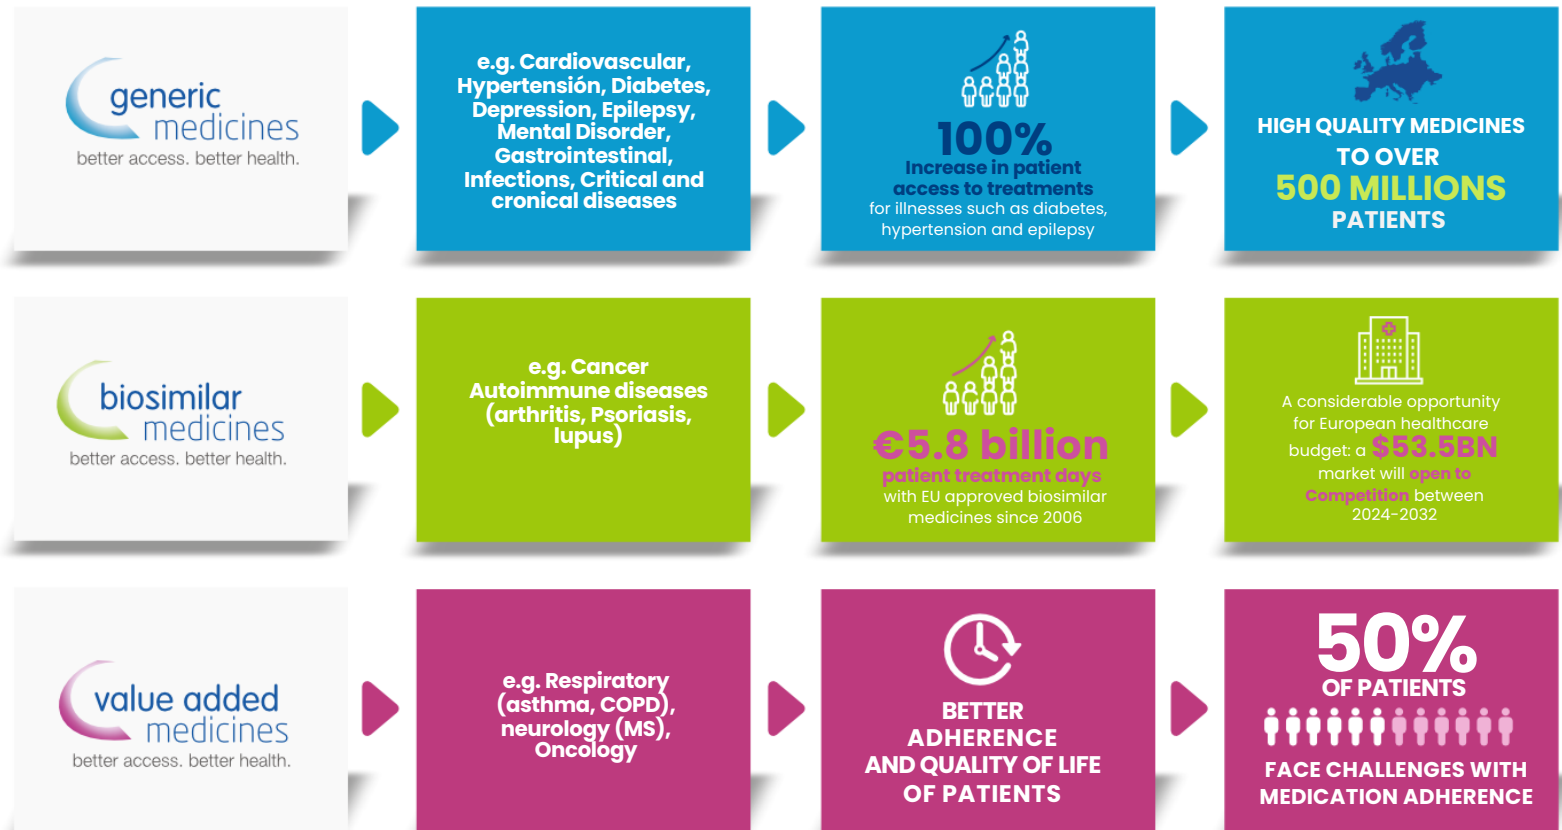 generic
medicines
better access. better health.
e.g. Cardiovascular,
Hypertensión, Diabetes,
Depression, Epilepsy,
Mental Disorder,
Gastrointestinal,
Infections, Critical and
cronical diseases
100%
Increase in patient
access to treatments
for illnesses such as diabetes,
hypertension and epilepsy
HIGH QUALITY MEDICINES
TO OVER
500 MILLIONS
PATIENTS
biosimilar
medicines
better access. better health.
e.g. Cancer
Autoimmune diseases
(arthritis, Psoriasis,
lupus)
€5.8 billion
patient treatment days
with EU approved biosimilar
medicines since 2006
A considerable opportunity
for European healthcare
budget: a $53.5BN
market will open to
Competition between
2024-2032
value added
medicines
better access. better health.
e.g. Respiratory
(asthma, COPD),
neurology (MS),
Oncology
BETTER
ADHERENCE
AND QUALITY OF LIFE
OF PATIENTS
50%
OF PATIENTS
FACE CHALLENGES WITH
MEDICATION ADHERENCE